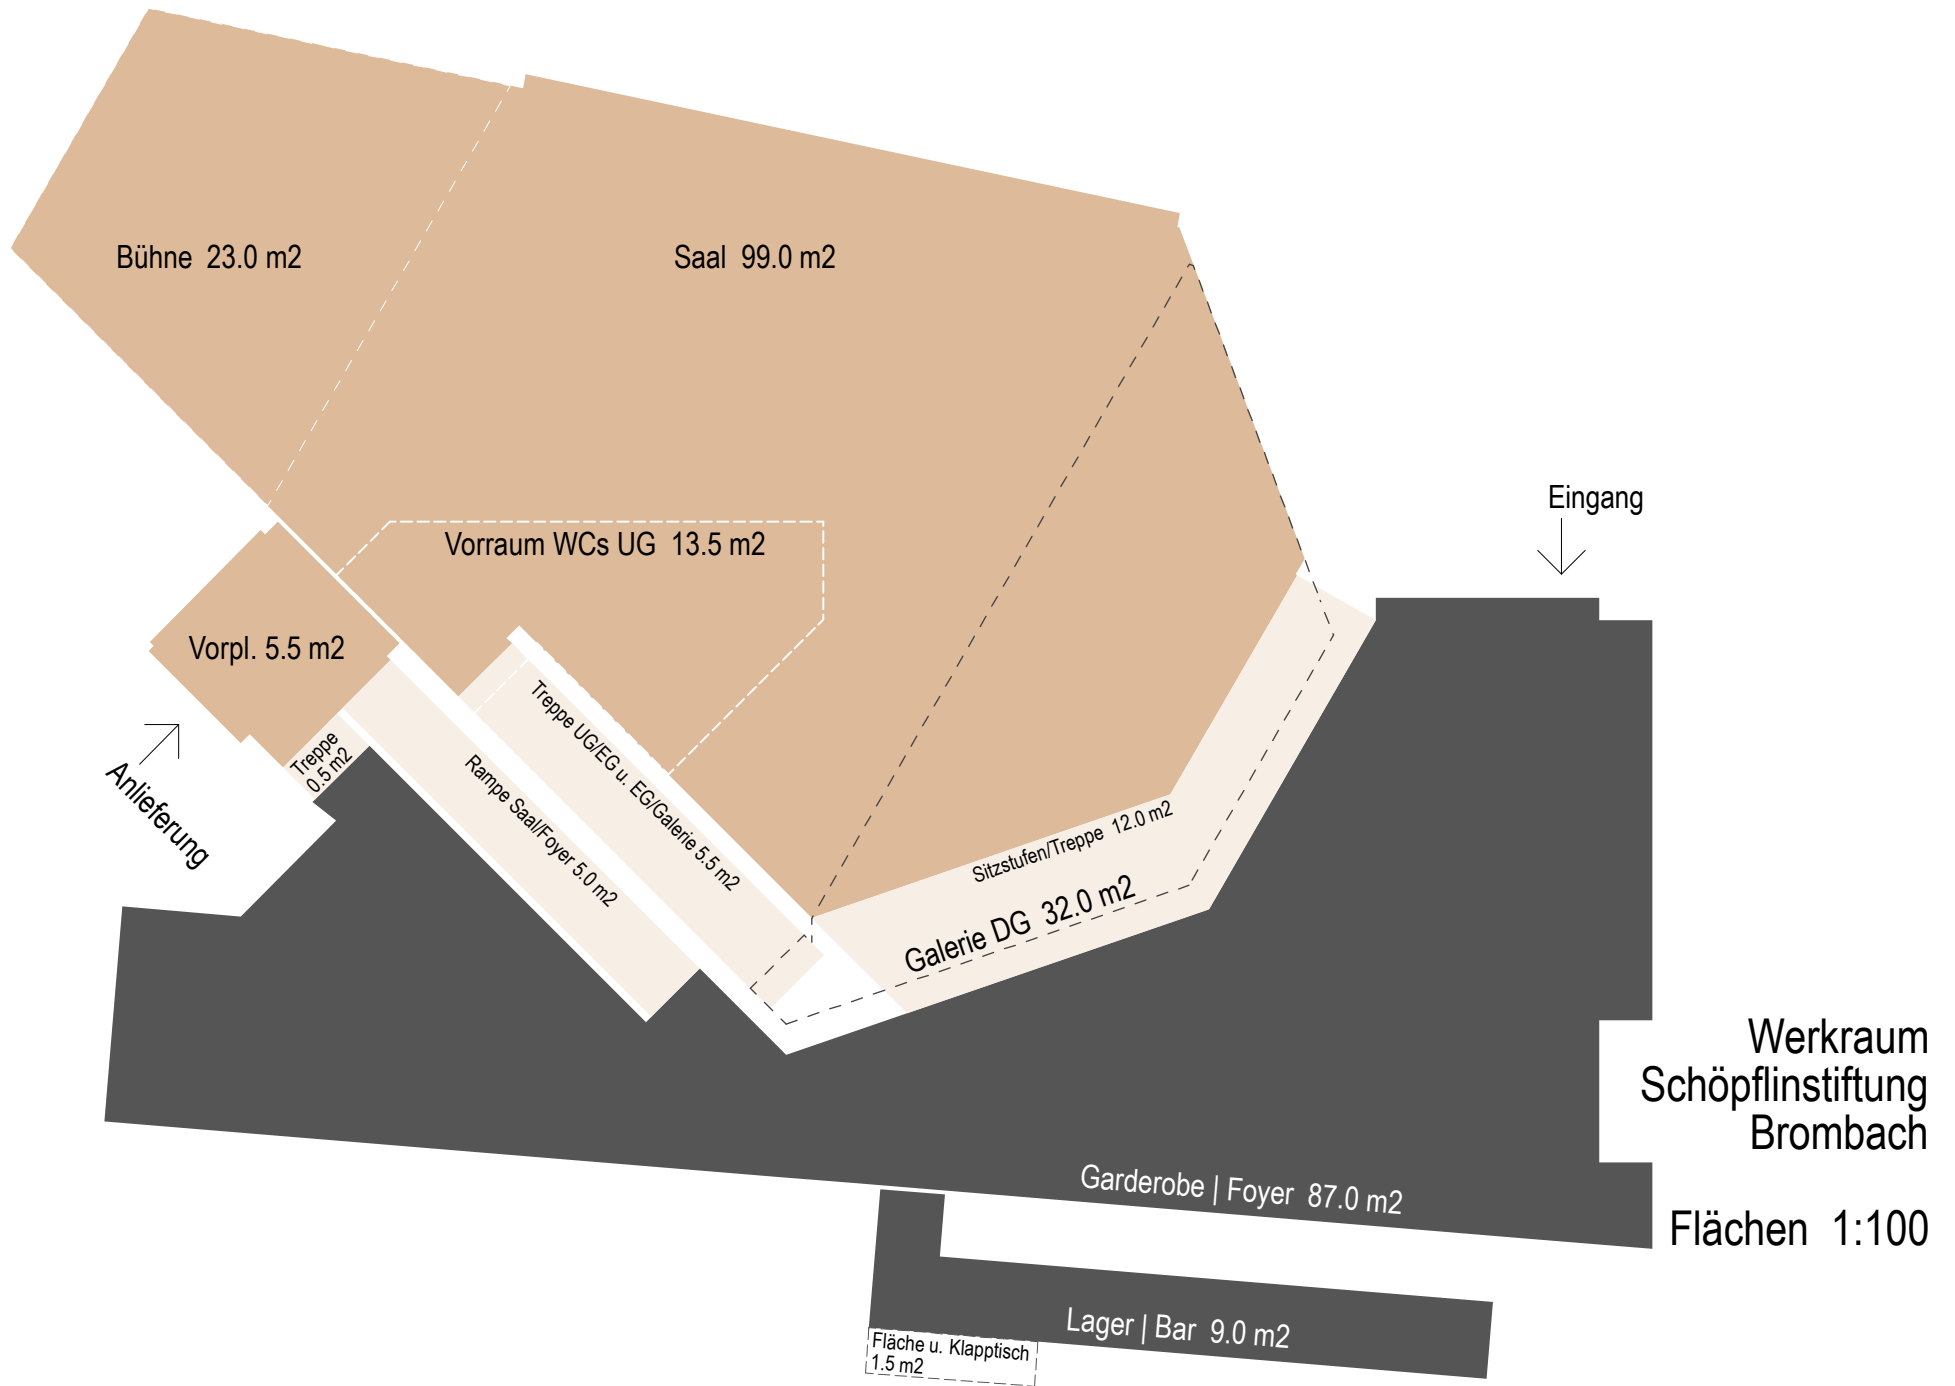 Bühne 23.0 m2
Saal 99.0 m2
Eingang
Vorraum WCs UG 13.5 m2
Vorpl. 5.5 m2
Treppe
0.5 m2
Anlieferung
Rampe Saal/Foyer 5.0 m2
Treppe UG/EG u. EG/Galerie 5.5 m2
Sitzstufen/Treppe 12.0 m2
Galerie DG 32.0 m2
Werkraum
Schöpflinstiftung
Brombach
Garderobe | Foyer 87.0 m2
Flächen 1:100
Lager | Bar 9.0 m2
Fläche u. Klapptisch
1.5 m2